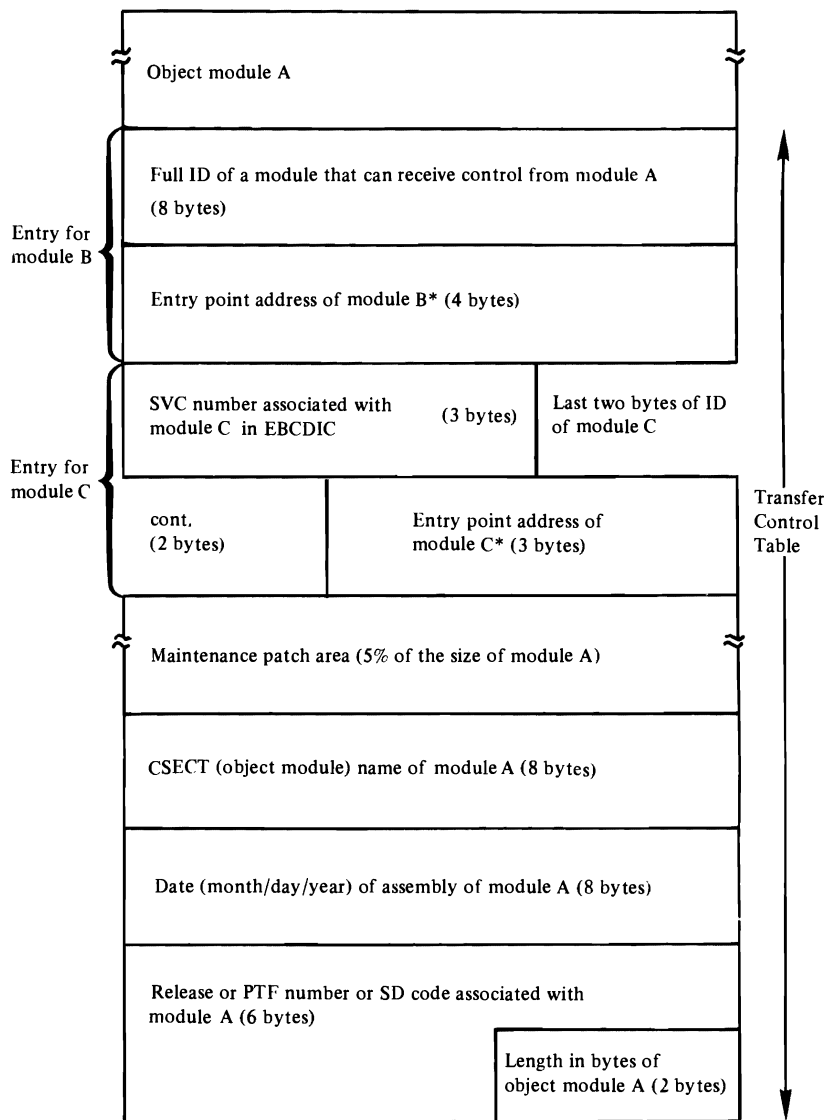 Object module A
Full ID of a module that can receive control from module A
(8 bytes)
Entry for
module B
Entry point address of module B* (4 bytes)
SVC number associated with
module C in EBCDIC
(3 bytes)
Last two bytes of ID
of module C
Entry for
module C
cont.
(2 bytes)
Entry point address of
module C* (3 bytes)
Transfer
Control
Table
Maintenance patch area (5% of the size of module A)
CSECT (object module) name of module A (8 bytes)
Date (month/day/year) of assembly of module A (8 bytes)
Release or PTF number or SD code associated with
module A (6 bytes)
Length in bytes of
object module A (2 bytes)